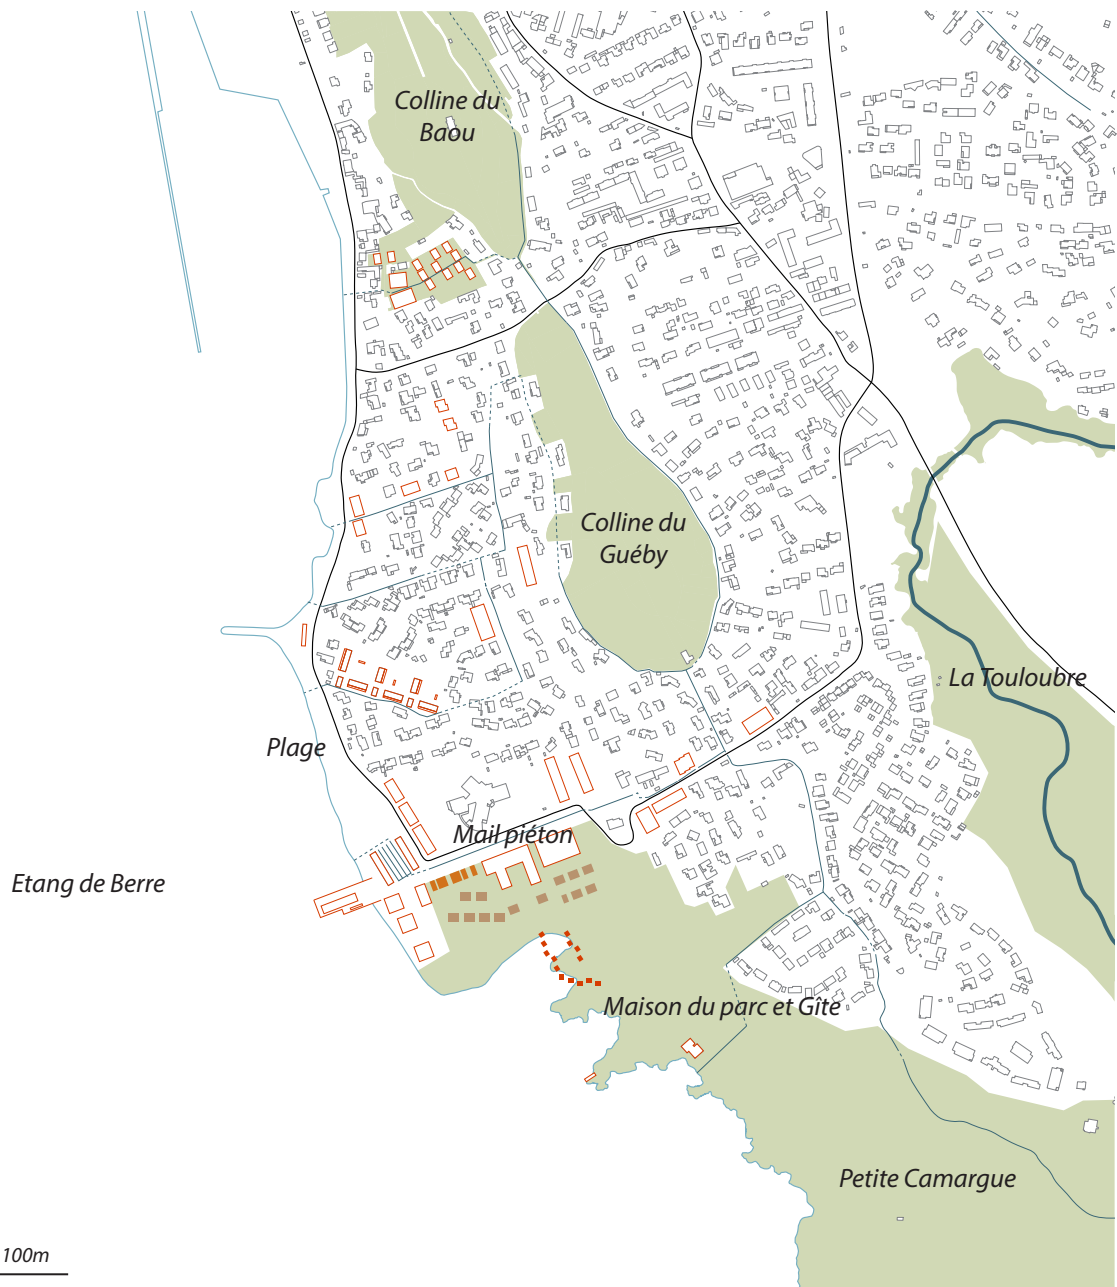 Colline du
Baou
Colline du
Guéby
La Touloubre
Plage
Mail piéton
Etang de Berre
Maison du parc et Gîte
Petite Camargue
100m